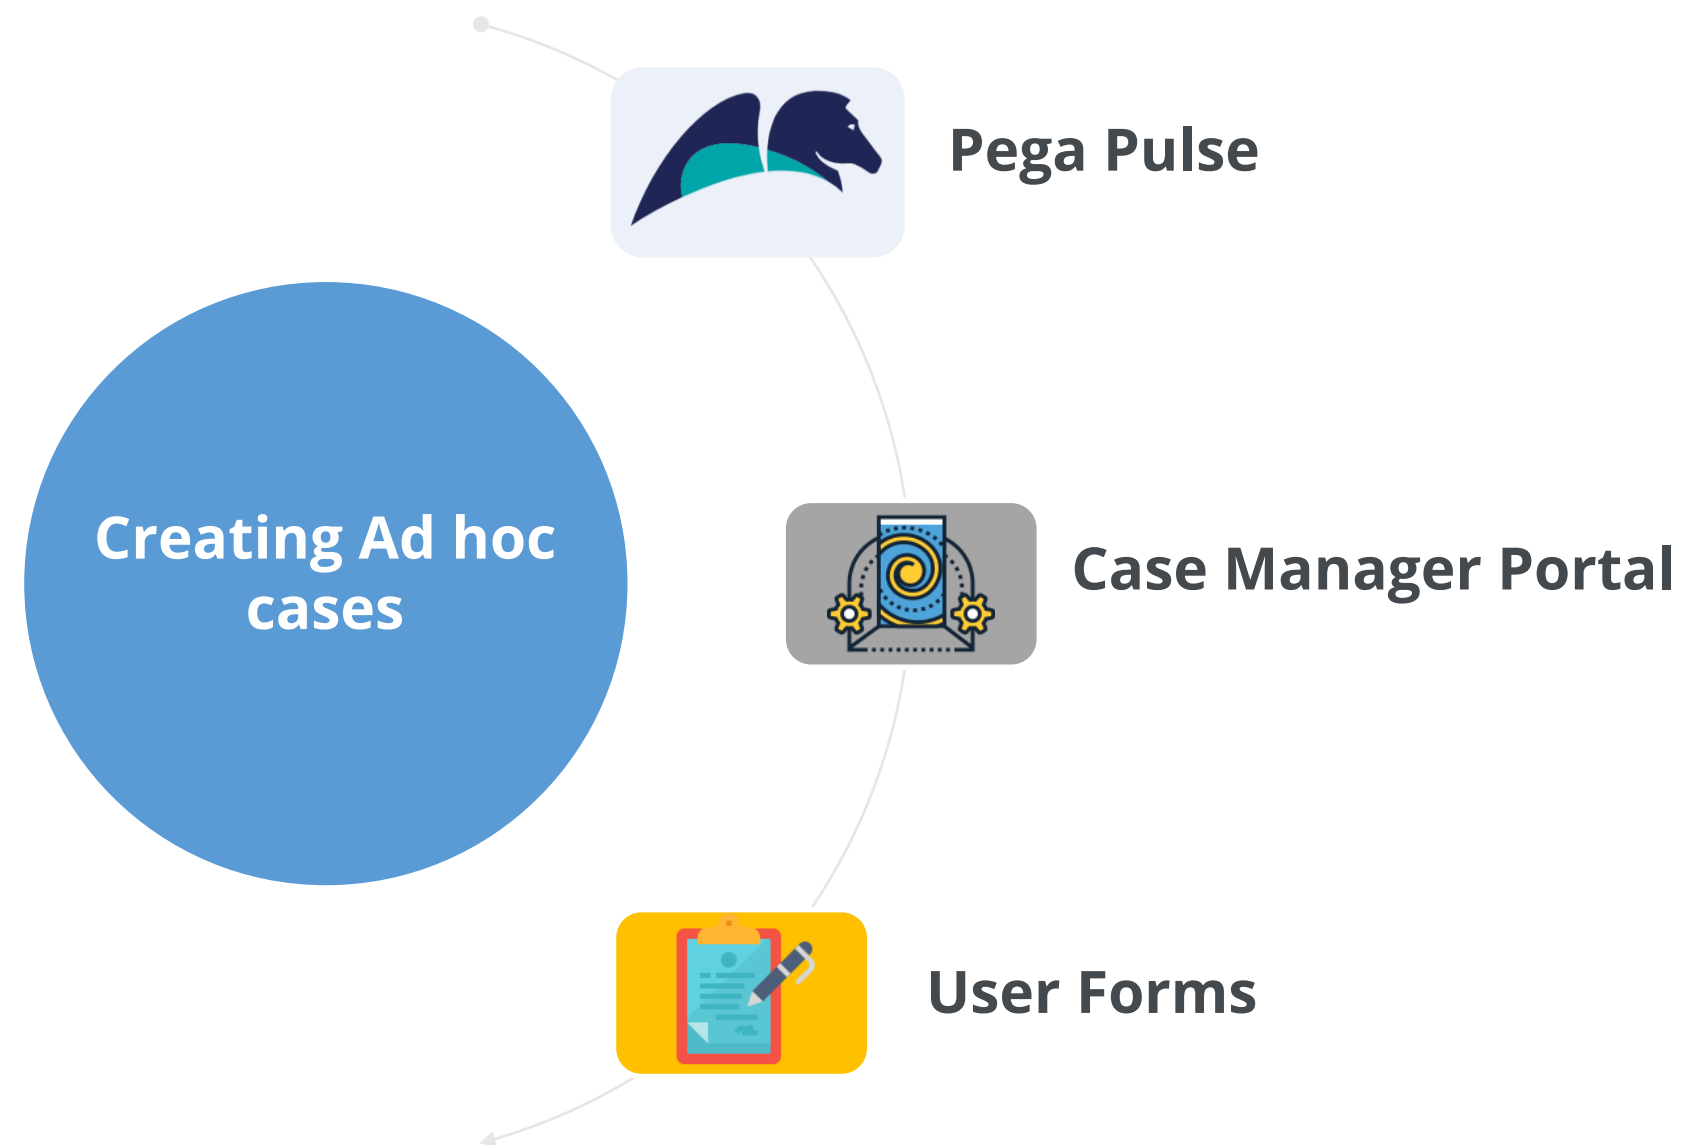 Pega Pulse
Creating Ad hoc
cases
Case Manager Portal
User Forms